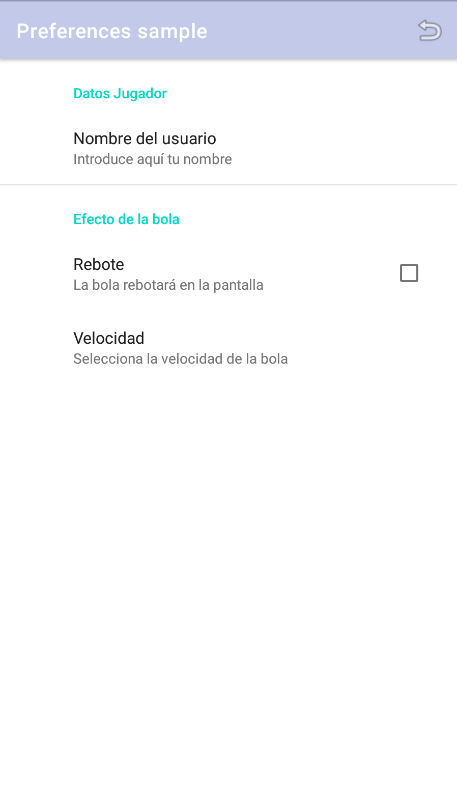 Preferences sample
Datos Jugador
Nombre del usuario
Introduce aquí tu nombre
Efecto de la bola
Rebote
La bola rebotará en la pantalla
Velocidad
Selecciona la velocidad de la bola